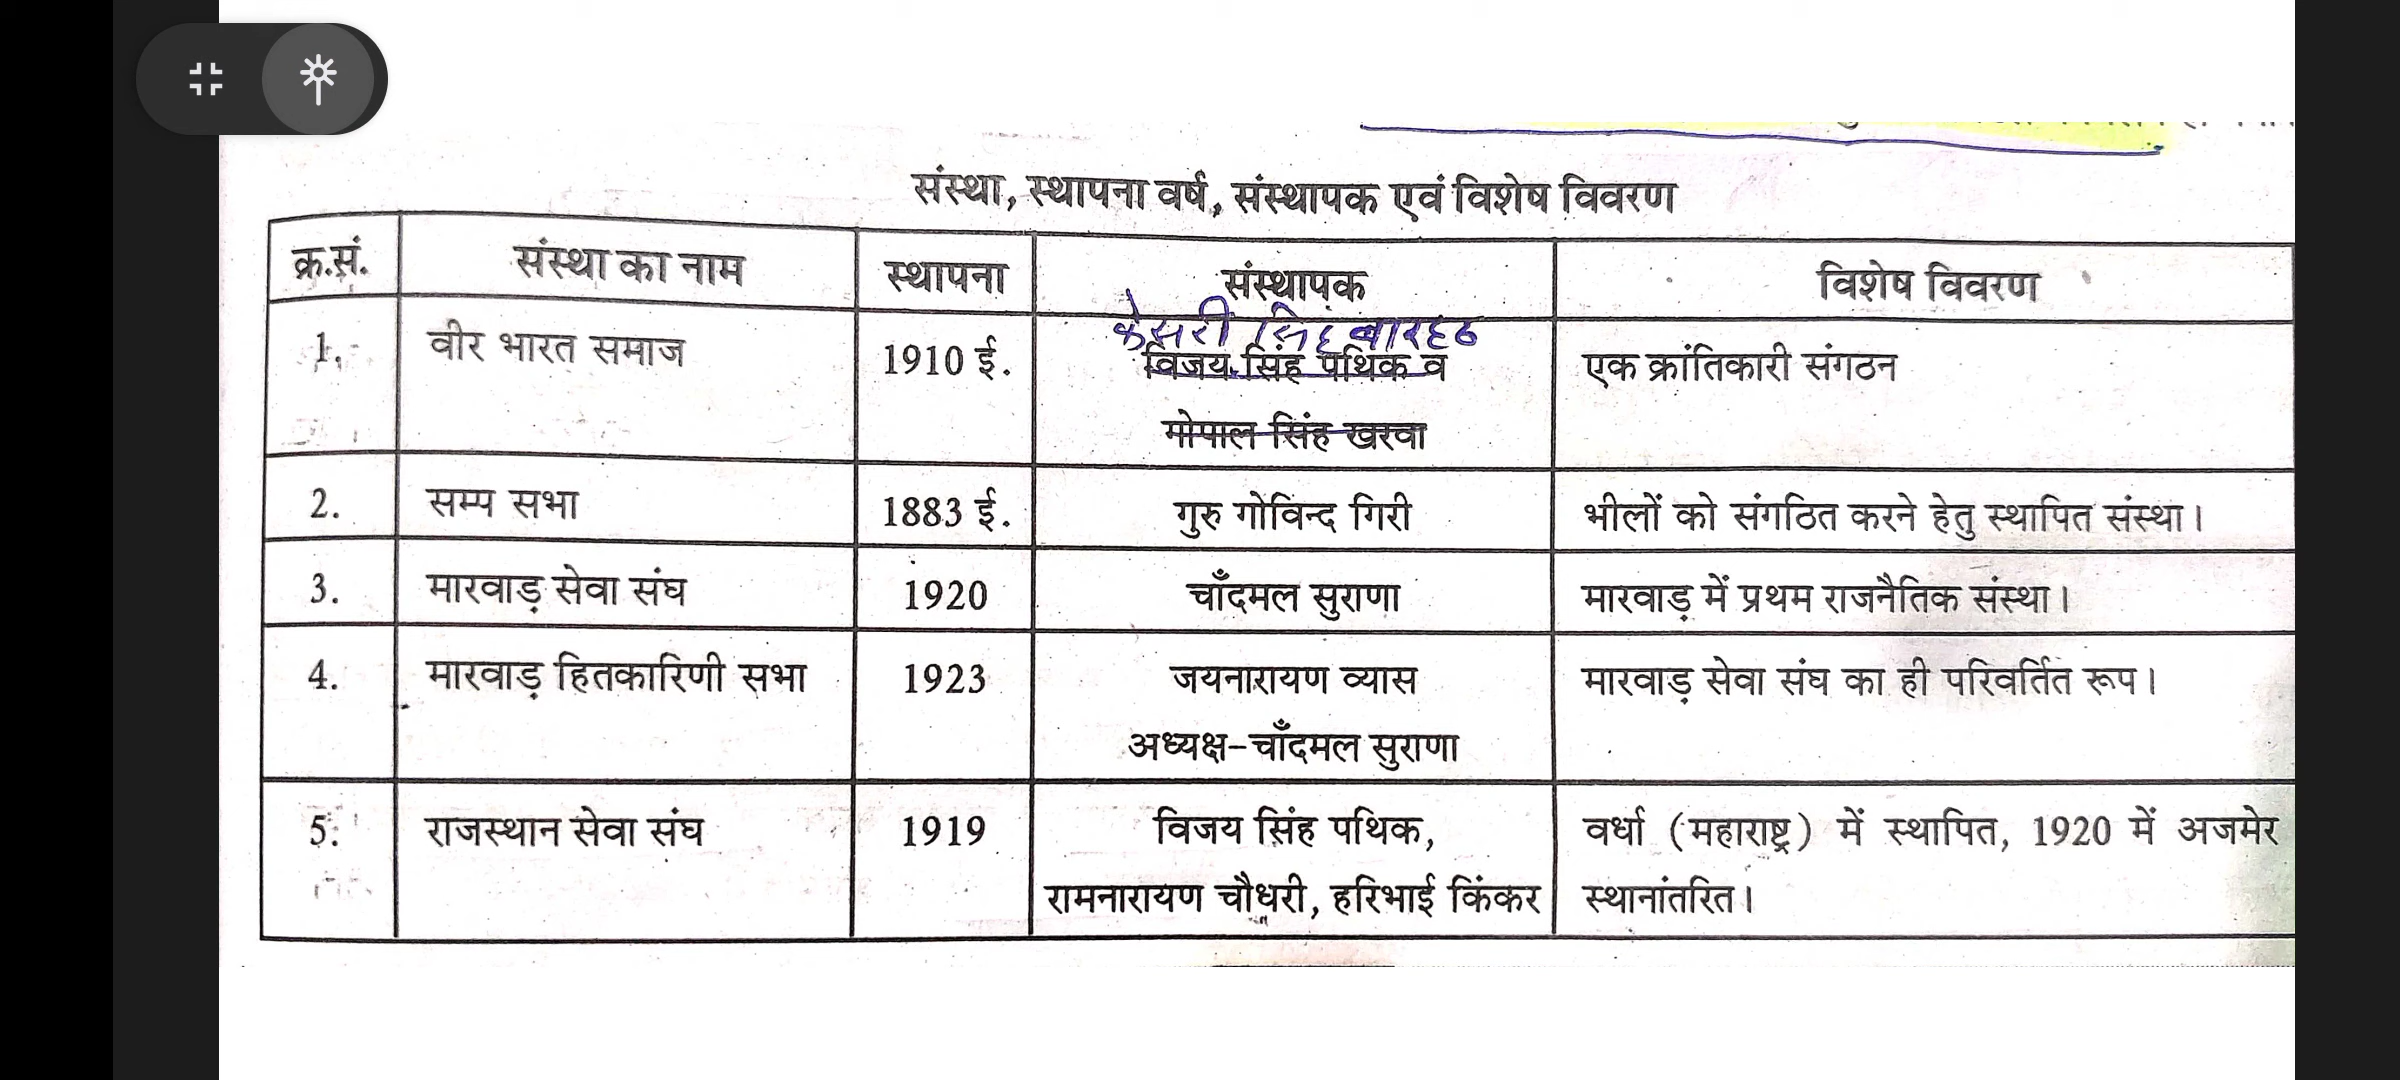 संस्था, स्थापना वर्ष, संस्थापक एवं विशेष विवरण
क्र.सं. संस्था का नाम स्थापना संस्थापक विशेष विवरण
केसरी सिंह बारहठ
1. वीर भारत समाज 1910 ई. विजय सिंह पथिक व एक क्रांतिकारी संगठन
गोपाल सिंह खरवा
2. सम्प सभा 1883 ई. गुरु गोविन्द गिरी भीलों को संगठित करने हेतु स्थापित संस्था।
3. मारवाड़ सेवा संघ 1920 चाँदमल सुराणा मारवाड़ में प्रथम राजनैतिक संस्था।
4. मारवाड़ हितकारिणी सभा 1923 जयनारायण व्यास मारवाड़ सेवा संघ का ही परिवर्तित रूप।
अध्यक्ष-चाँदमल सुराणा
5. राजस्थान सेवा संघ 1919 विजय सिंह पथिक, वर्धा (महाराष्ट्र) में स्थापित, 1920 में अजमेर
रामनारायण चौधरी, हरिभाई किंकर स्थानांतरित।